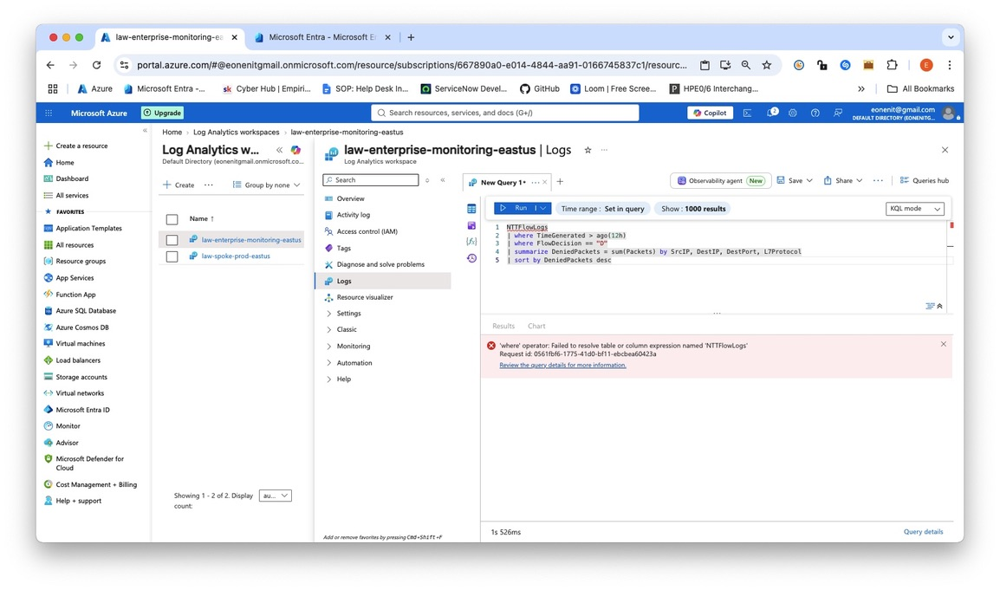 law-enterprise-monitoring-ea
Microsoft Entra - Microsoft E
portal.azure.com/#@eonenitgmail.onmicrosoft.com/resource/subscriptions/667890a0-e014-4844-aa91-0166745837c1/resourc...
E
Azure
Microsoft Entra -...
sk Cyber Hub | Empiri...
SOP: Help Desk In...
ServiceNow Devel...
GitHub
Loom | Free Scree...
HPE0/6 Interchang...
All Bookmarks
Microsoft Azure
Upgrade
Search resources, services, and docs (G+/)
Copilot
2
eonenit@gmail.com
DEFAULT DIRECTORY (EONENITG...
Create a resource
Home
Dashboard
All services
FAVORITES
Application Templates
All resources
Resource groups
App Services
Function App
Azure SQL Database
Azure Cosmos DB
Virtual machines
Load balancers
Storage accounts
Virtual networks
Microsoft Entra ID
Monitor
Advisor
Microsoft Defender for
Cloud
Cost Management + Billing
Help + support
Home > Log Analytics workspaces > law-enterprise-monitoring-eastus
Log Analytics w...
Default Directory (eonenitgmail.onmicrosoft.co...
Create
Group by none
Name ↑
law-enterprise-monitoring-eastus
law-spoke-prod-eastus
Showing 1 - 2 of 2. Display
count:
au...
law-enterprise-monitoring-eastus | Logs
Log Analytics workspace
Search
Overview
Activity log
Access control (IAM)
Tags
Diagnose and solve problems
Logs
Resource visualizer
Settings
Classic
Monitoring
Automation
Help
Add or remove favorites by pressing Cmd+Shift+F
New Query 1*
Observability agent New
Save
Share
Queries hub
Run
Time range : Set in query
Show : 1000 results
KQL mode
1 NTTFlowLogs
2 | where TimeGenerated > ago(12h)
3 | where FlowDecision == "D"
4 | summarize DeniedPackets = sum(Packets) by SrcIP, DestIP, DestPort, L7Protocol
5 | sort by DeniedPackets desc
Results
Chart
'where' operator: Failed to resolve table or column expression named 'NTTFlowLogs'
Request id: 0561fbf6-1775-41d0-bf11-ebcbea60423a
Review the query details for more information.
1s 526ms
Query details